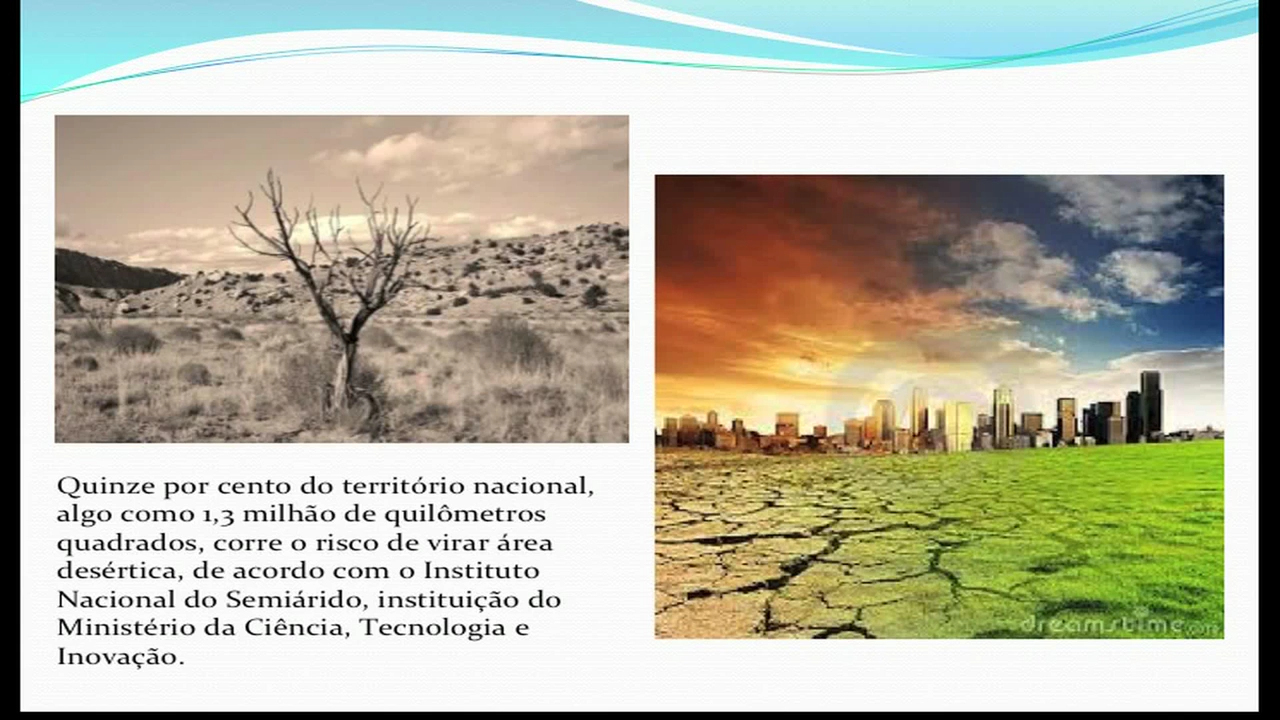 Quinze por cento do território nacional,
algo como 1,3 milhão de quilômetros
quadrados, corre o risco de virar área
desértica, de acordo com o Instituto
Nacional do Semiárido, instituição do
Ministério da Ciência, Tecnologia e
Inovação.
dreamstime.com